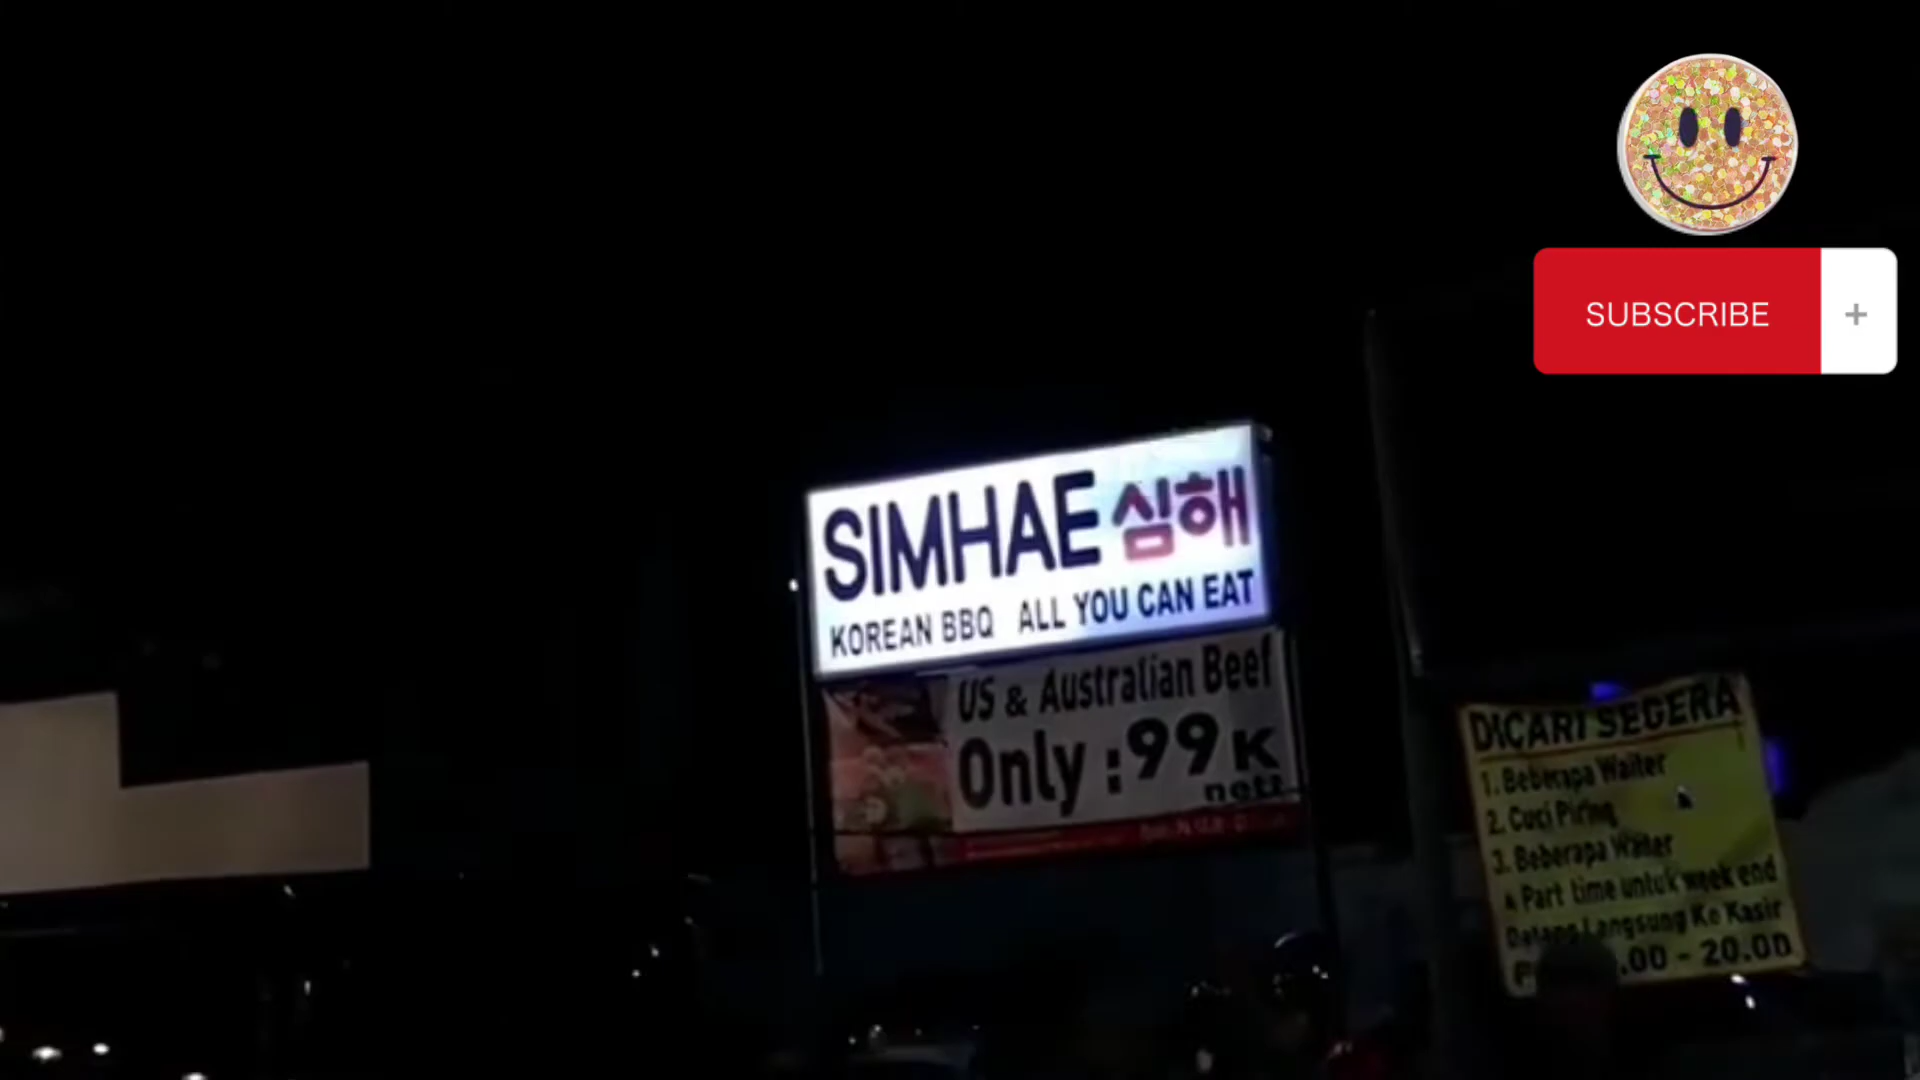 SUBSCRIBE +
SIMHAE 심해
KOREAN BBQ ALL YOU CAN EAT
US & Australian Beef
Only : 99 K
nett
DICARI SEGERA
1. Beberapa Waiter
2. Cuci Piring
3. Beberapa Waiter
4 Part time untuk week end
Datang Langsung Ke Kasir
.00 - 20.00